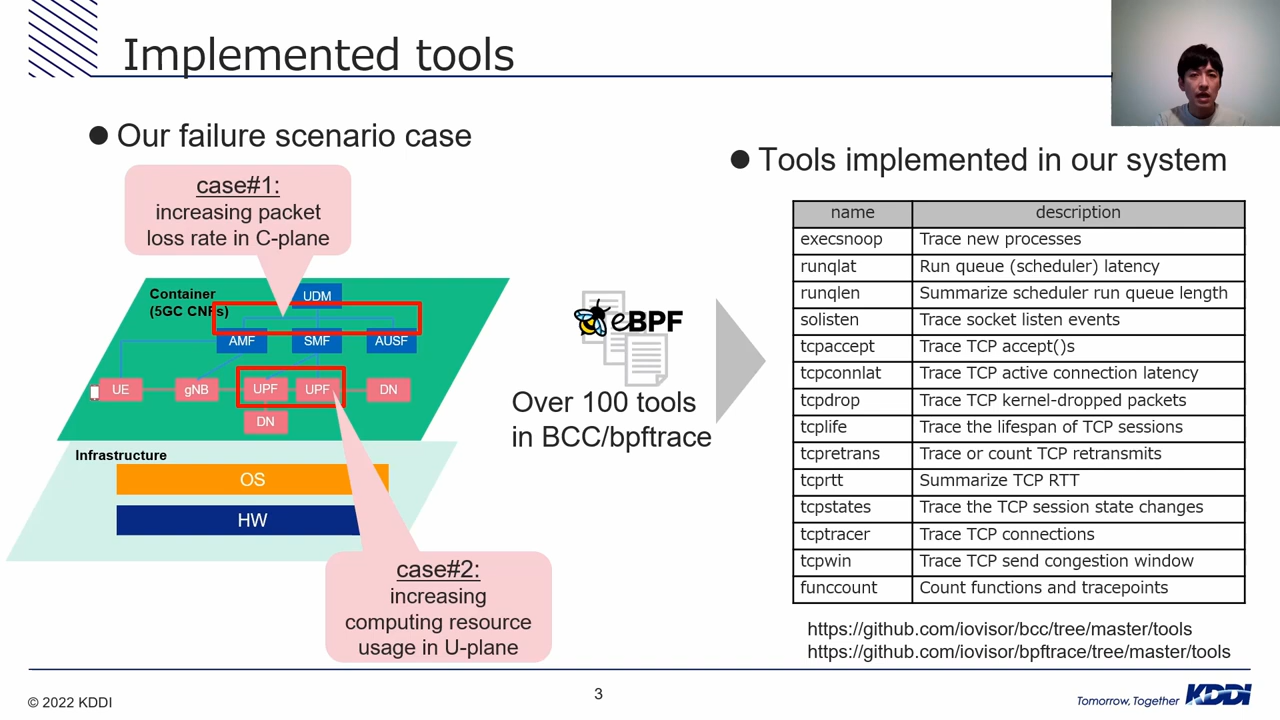 Implemented tools
● Our failure scenario case
case#1:
increasing packet
loss rate in C-plane
Container
(5GC CNFs)
UDM
AMF
SMF
AUSF
UE
gNB
UPF
UPF
DN
DN
Infrastructure
OS
HW
case#2:
increasing
computing resource
usage in U-plane
eBPF
Over 100 tools
in BCC/bpftrace
● Tools implemented in our system
name description
execsnoop Trace new processes
runqlat Run queue (scheduler) latency
runqlen Summarize scheduler run queue length
solisten Trace socket listen events
tcpaccept Trace TCP accept()s
tcpconnlat Trace TCP active connection latency
tcpdrop Trace TCP kernel-dropped packets
tcplife Trace the lifespan of TCP sessions
tcpretrans Trace or count TCP retransmits
tcprtt Summarize TCP RTT
tcpstates Trace the TCP session state changes
tcptracer Trace TCP connections
tcpwin Trace TCP send congestion window
funccount Count functions and tracepoints
https://github.com/iovisor/bcc/tree/master/tools
https://github.com/iovisor/bpftrace/tree/master/tools
© 2022 KDDI
3
Tomorrow, Together KDDI